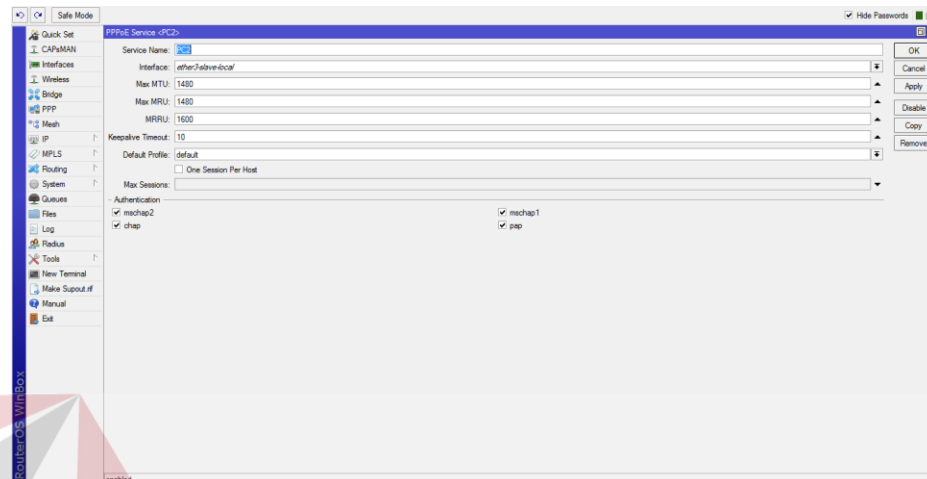 Safe Mode
Hide Passwords
Quick Set
CAPsMAN
Interfaces
Wireless
Bridge
PPP
Mesh
IP
MPLS
Routing
System
Queues
Files
Log
Radius
Tools
New Terminal
Make Supout.rif
Manual
Exit
RouterOS WinBox
PPPoE Service <PC2>
Service Name: PC2
Interface: ether3-slave-local
Max MTU: 1480
Max MRU: 1480
MRRU: 1600
Keepalive Timeout: 10
Default Profile: default
One Session Per Host
Max Sessions:
Authentication
mschap2 mschap1
chap pap
OK
Cancel
Apply
Disable
Copy
Remove
enabled